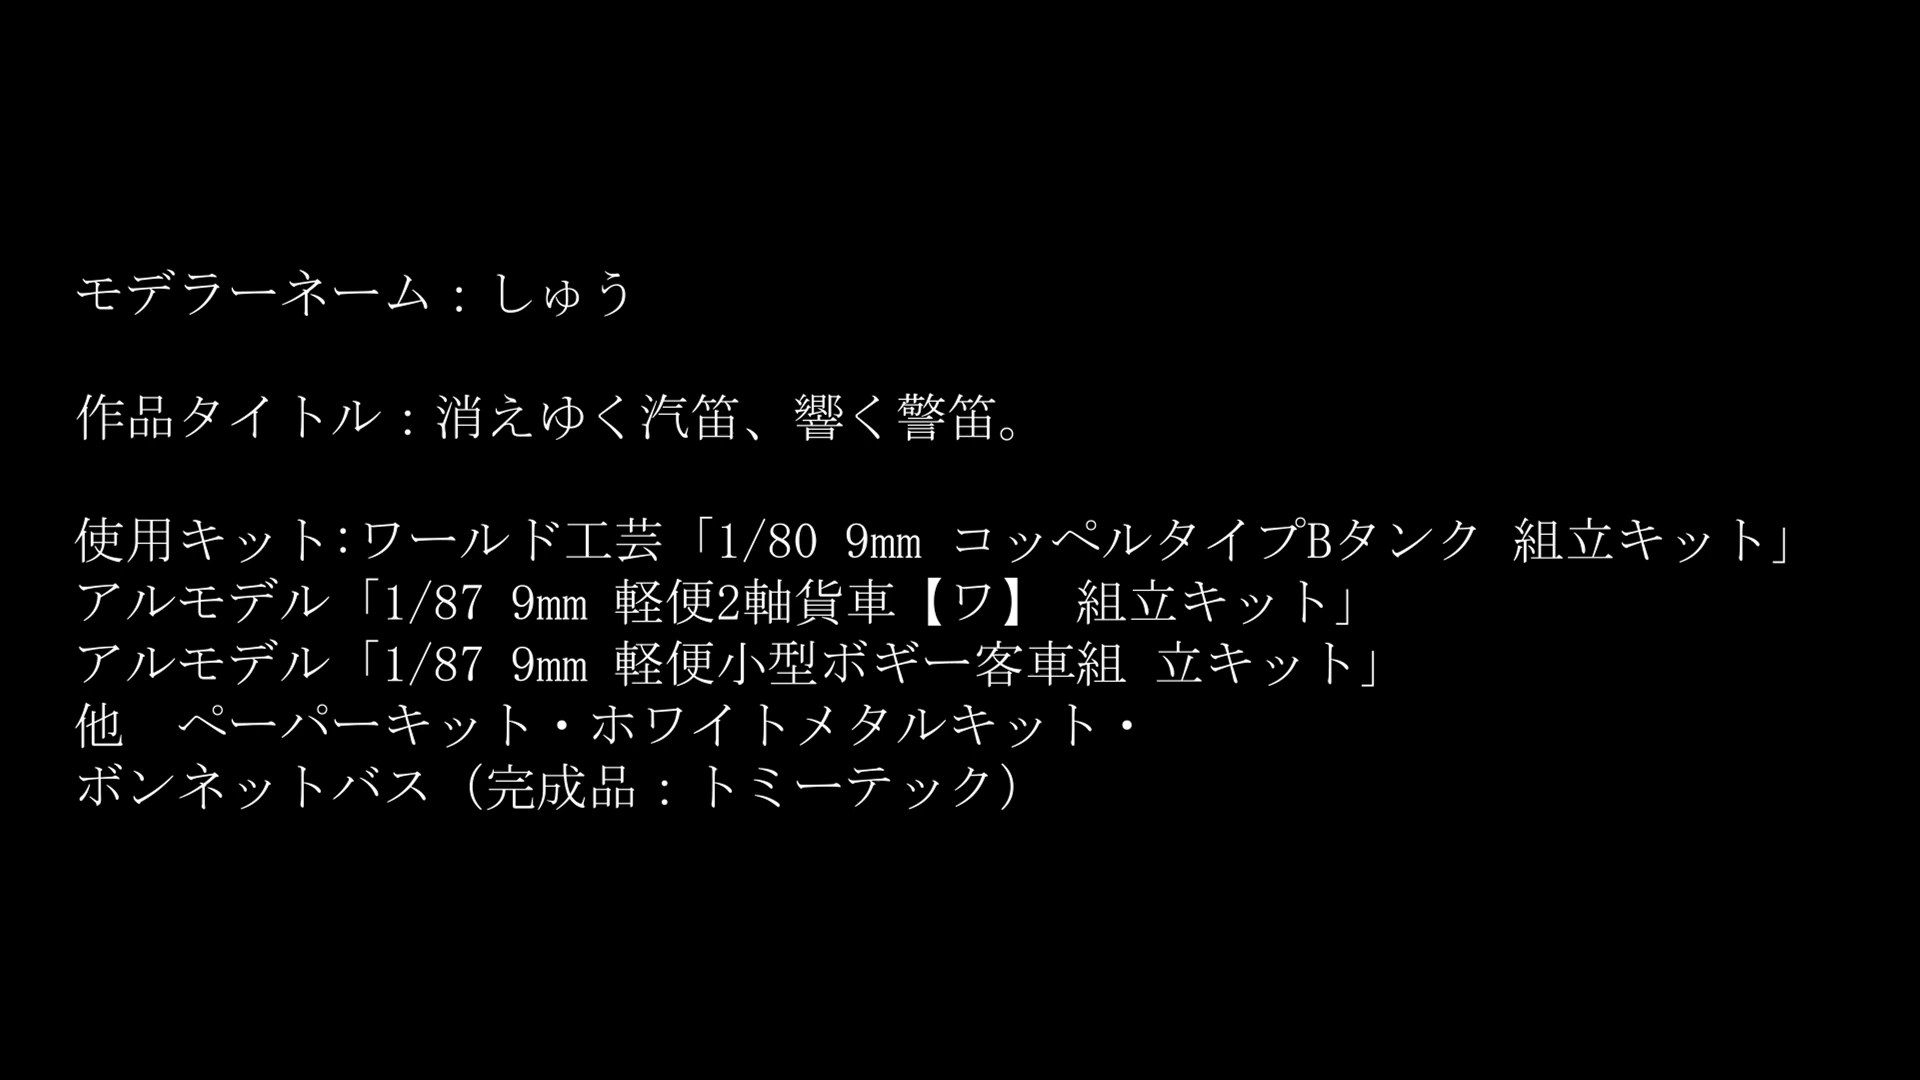 モデラーネーム：しゅう
作品タイトル：消えゆく汽笛、響く警笛。
使用キット:ワールド工芸「1/80 9mm コッペルタイプBタンク 組立キット」
アルモデル「1/87 9mm 軽便2軸貨車【ワ】 組立キット」
アルモデル「1/87 9mm 軽便小型ボギー客車組 立キット」
他　ペーパーキット・ホワイトメタルキット・
ボンネットバス（完成品：トミーテック）